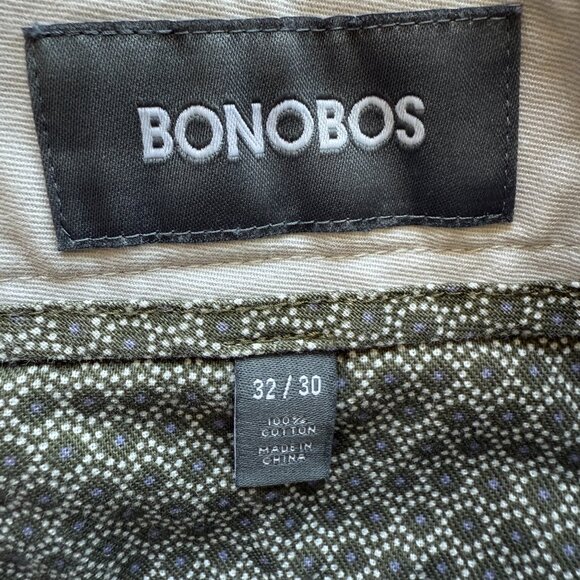 BONOBOS
32 / 30
100%
COTTON
MADE IN
CHINA